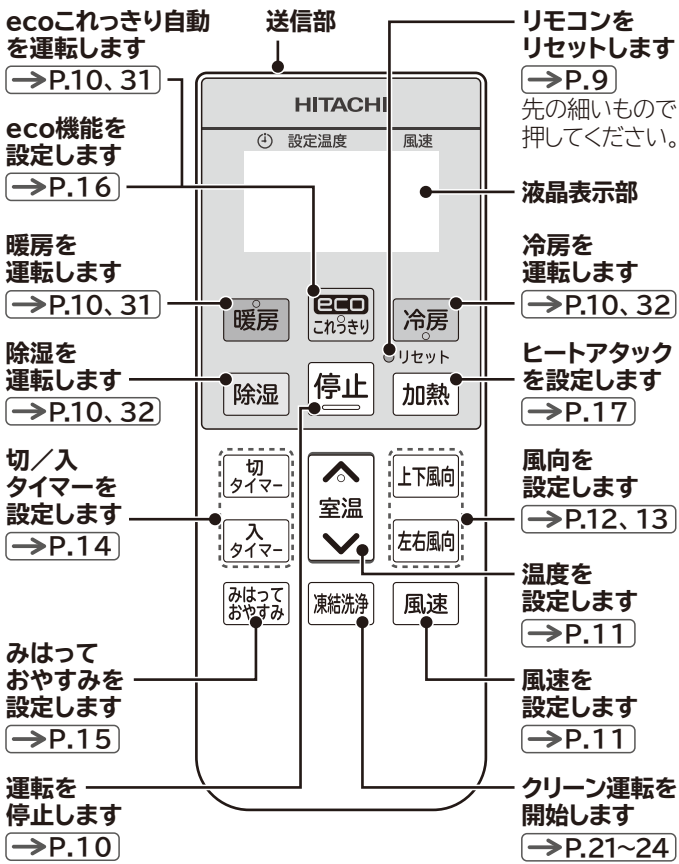 ecoこれっきり自動
を運転します
→P.10、31
eco機能を
設定します
→P.16
暖房を
運転します
→P.10、31
除湿を
運転します
→P.10、32
切／入
タイマーを
設定します
→P.14
みはって
おやすみを
設定します
→P.15
運転を
停止します
→P.10
送信部
HITACHI
設定温度 風速
暖房
eco
これっきり
冷房
リセット
除湿
停止
加熱
切
タイマー
室温
上下風向
入
タイマー
左右風向
みはって
おやすみ
凍結洗浄
風速
リモコンを
リセットします
→P.9
先の細いもので
押してください。
液晶表示部
冷房を
運転します
→P.10、32
ヒートアタック
を設定します
→P.17
風向を
設定します
→P.12、13
温度を
設定します
→P.11
風速を
設定します
→P.11
クリーン運転を
開始します
→P.21~24